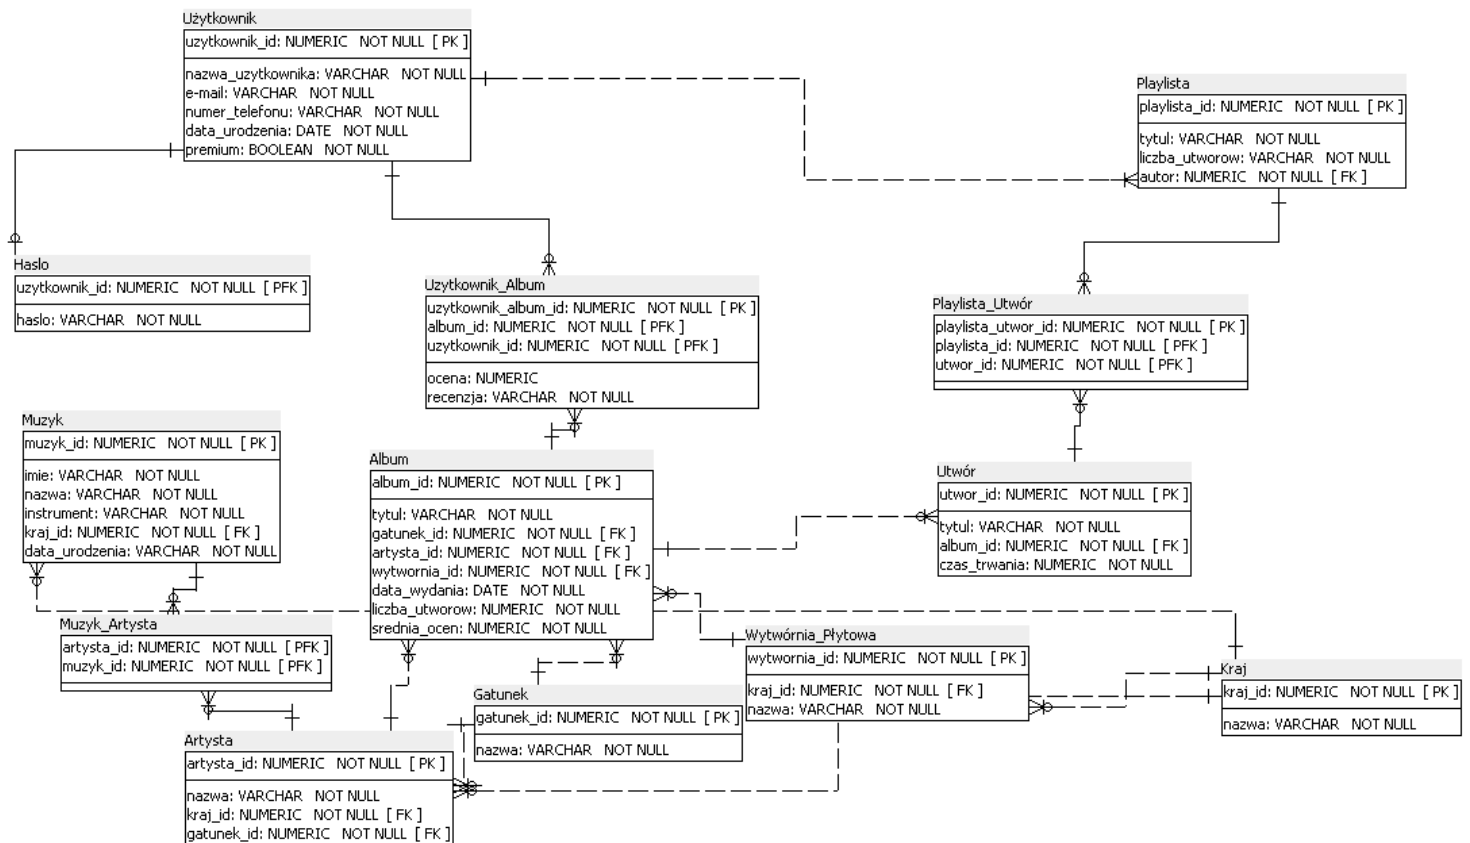 Użytkownik
uzytkownik_id: NUMERIC NOT NULL [ PK ]
nazwa_uzytkownika: VARCHAR NOT NULL
e-mail: VARCHAR NOT NULL
numer_telefonu: VARCHAR NOT NULL
data_urodzenia: DATE NOT NULL
premium: BOOLEAN NOT NULL
Playlista
playlista_id: NUMERIC NOT NULL [ PK ]
tytul: VARCHAR NOT NULL
liczba_utworow: VARCHAR NOT NULL
autor: NUMERIC NOT NULL [ FK ]
Haslo
uzytkownik_id: NUMERIC NOT NULL [ PFK ]
haslo: VARCHAR NOT NULL
Uzytkownik_Album
uzytkownik_album_id: NUMERIC NOT NULL [ PK ]
album_id: NUMERIC NOT NULL [ PFK ]
uzytkownik_id: NUMERIC NOT NULL [ PFK ]
ocena: NUMERIC
recenzja: VARCHAR NOT NULL
Playlista_Utwór
playlista_utwor_id: NUMERIC NOT NULL [ PK ]
playlista_id: NUMERIC NOT NULL [ PFK ]
utwor_id: NUMERIC NOT NULL [ PFK ]
Muzyk
muzyk_id: NUMERIC NOT NULL [ PK ]
imie: VARCHAR NOT NULL
nazwa: VARCHAR NOT NULL
instrument: VARCHAR NOT NULL
kraj_id: NUMERIC NOT NULL [ FK ]
data_urodzenia: VARCHAR NOT NULL
Album
album_id: NUMERIC NOT NULL [ PK ]
tytul: VARCHAR NOT NULL
gatunek_id: NUMERIC NOT NULL [ FK ]
artysta_id: NUMERIC NOT NULL [ FK ]
wytwornia_id: NUMERIC NOT NULL [ FK ]
data_wydania: DATE NOT NULL
liczba_utworow: NUMERIC NOT NULL
srednia_ocen: NUMERIC NOT NULL
Utwór
utwor_id: NUMERIC NOT NULL [ PK ]
tytul: VARCHAR NOT NULL
album_id: NUMERIC NOT NULL [ FK ]
czas_trwania: NUMERIC NOT NULL
Muzyk_Artysta
artysta_id: NUMERIC NOT NULL [ PFK ]
muzyk_id: NUMERIC NOT NULL [ PFK ]
Wytwórnia_Płytowa
wytwornia_id: NUMERIC NOT NULL [ PK ]
kraj_id: NUMERIC NOT NULL [ FK ]
nazwa: VARCHAR NOT NULL
Kraj
kraj_id: NUMERIC NOT NULL [ PK ]
nazwa: VARCHAR NOT NULL
Gatunek
gatunek_id: NUMERIC NOT NULL [ PK ]
nazwa: VARCHAR NOT NULL
Artysta
artysta_id: NUMERIC NOT NULL [ PK ]
nazwa: VARCHAR NOT NULL
kraj_id: NUMERIC NOT NULL [ FK ]
gatunek_id: NUMERIC NOT NULL [ FK ]